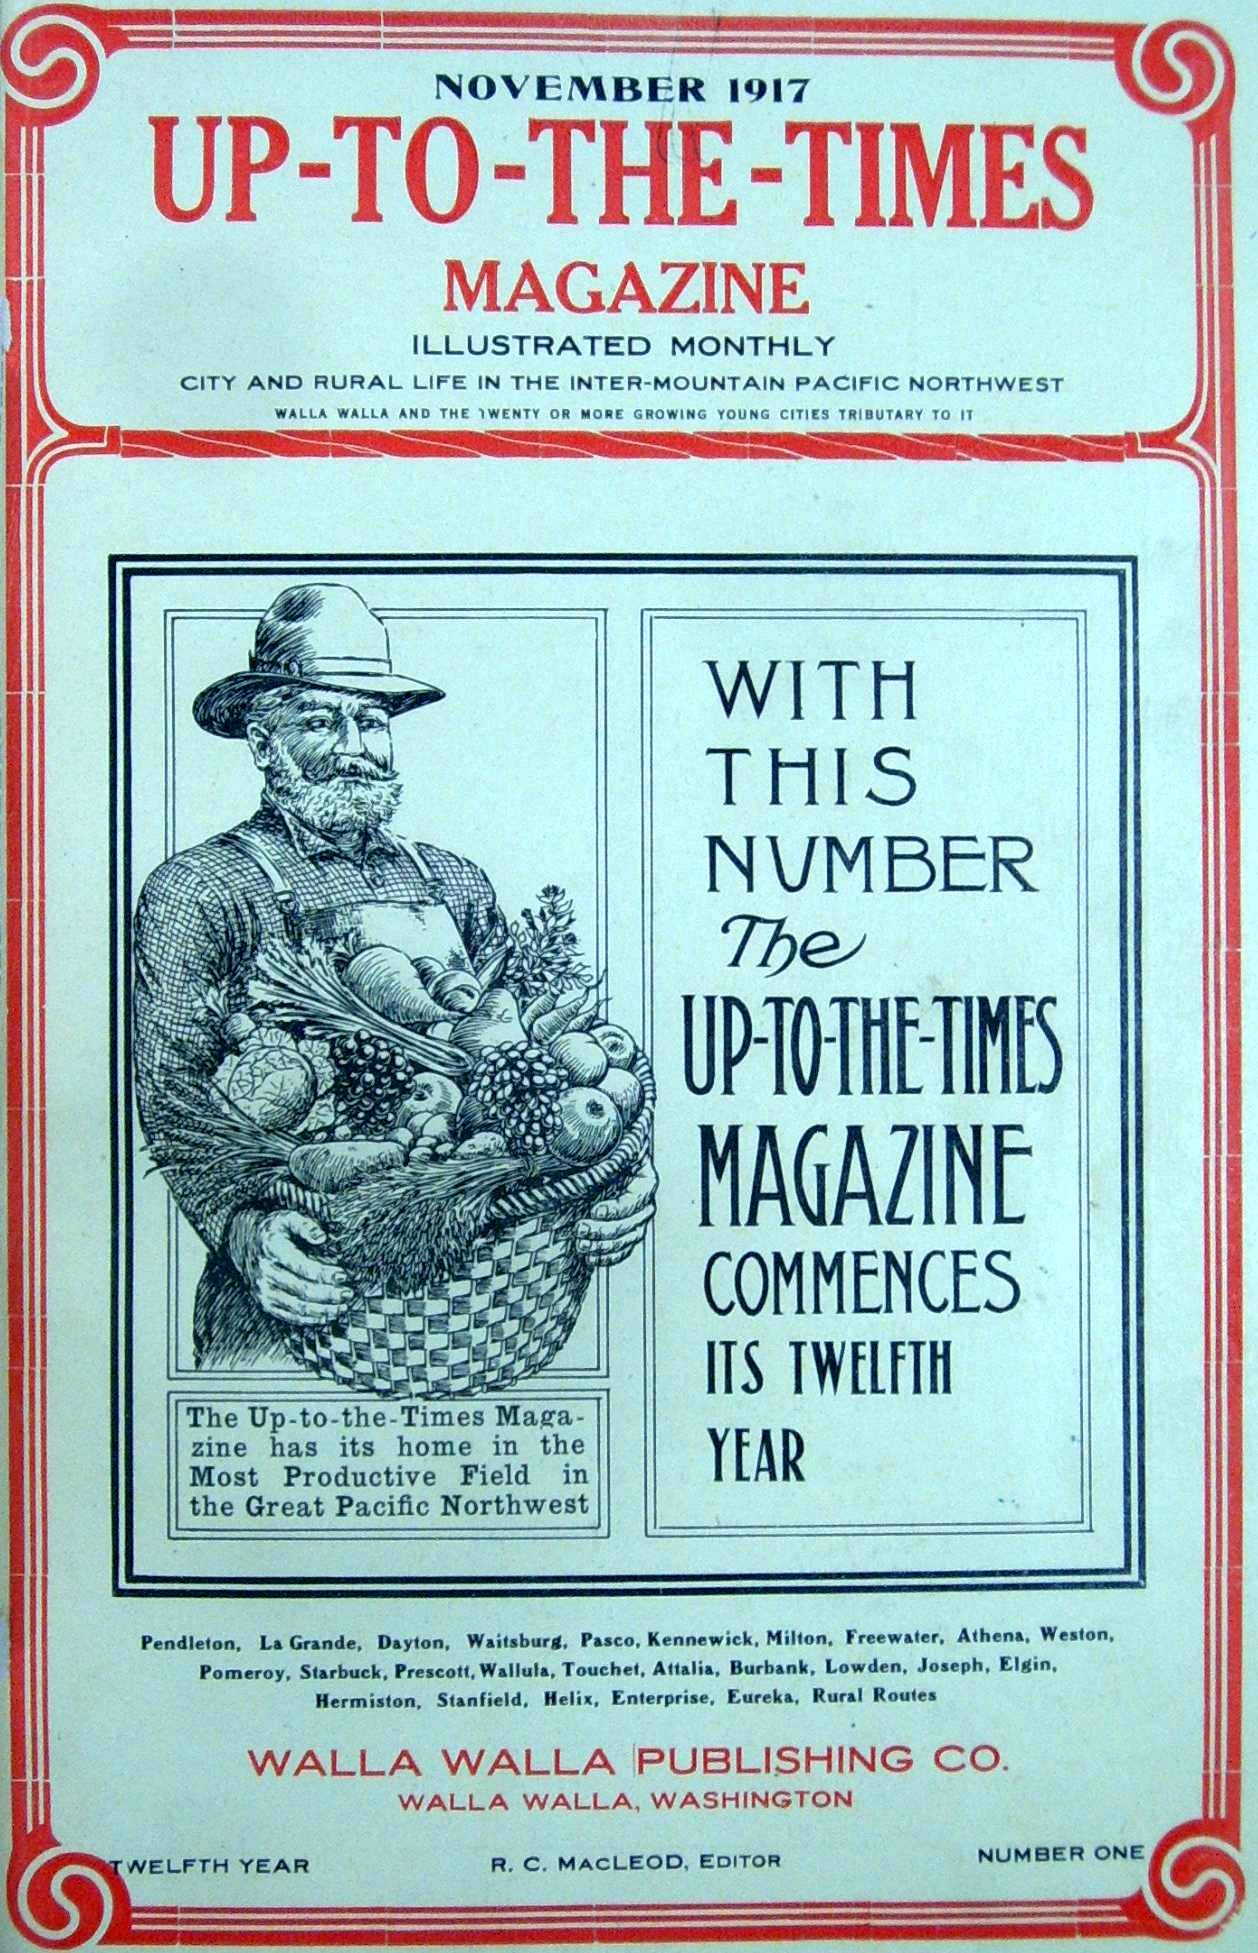 NOVEMBER 1917
UP-TO-THE-TIMES
MAGAZINE
ILLUSTRATED MONTHLY
CITY AND RURAL LIFE IN THE INTER-MOUNTAIN PACIFIC NORTHWEST
WALLA WALLA AND THE TWENTY OR MORE GROWING YOUNG CITIES TRIBUTARY TO IT
WITH
THIS
NUMBER
The
UP-TO-THE-TIMES
MAGAZINE
COMMENCES
ITS TWELFTH
YEAR
The Up-to-the-Times Maga-
zine has its home in the
Most Productive Field in
the Great Pacific Northwest
Pendleton, La Grande, Dayton, Waitsburg, Pasco, Kennewick, Milton, Freewater, Athena, Weston,
Pomeroy, Starbuck, Prescott, Wallula, Touchet, Attalia, Burbank, Lowden, Joseph, Elgin,
Hermiston, Stanfield, Helix, Enterprise, Eureka, Rural Routes
WALLA WALLA PUBLISHING CO.
WALLA WALLA, WASHINGTON
TWELFTH YEAR
R. C. MACLEOD, EDITOR
NUMBER ONE